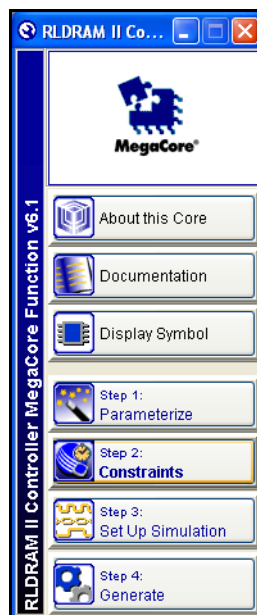 RLDRAM II Co...
MegaCore®
RLDRAM II Controller MegaCore Function v6.1
About this Core
Documentation
Display Symbol
Step 1:
Parameterize
Step 2:
Constraints
Step 3:
Set Up Simulation
Step 4:
Generate